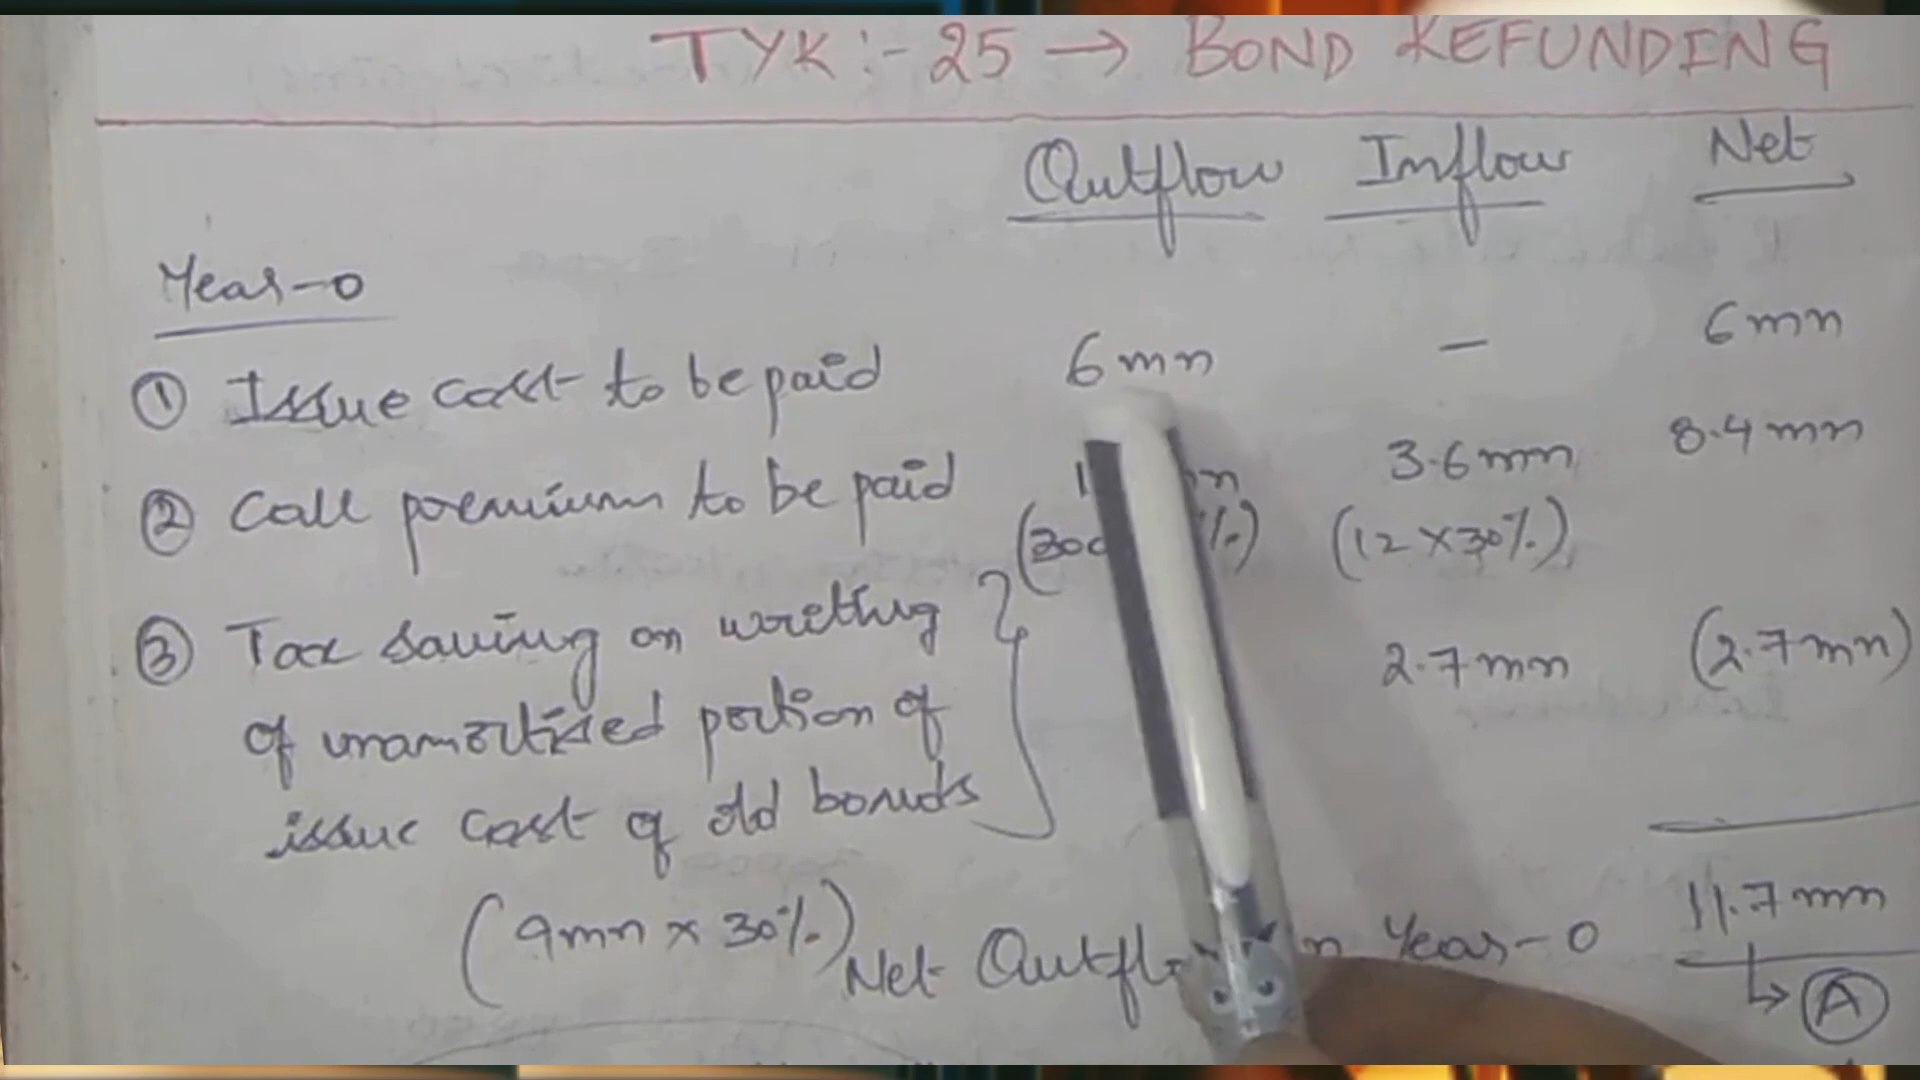 TYK:- 25 → BOND REFUNDING
Outflow Inflow Net
Year-0
① Issue cost to be paid 6mn - 6mn
② Call premium to be paid 3.6mn 8.4mn
(12 x 30%)
③ Tax saving on writting 2.7mn (2.7mn)
of unamortised portion of
issue cost of old bonds
(9mn x 30%)
Net Year-0 11.7mn
→ A